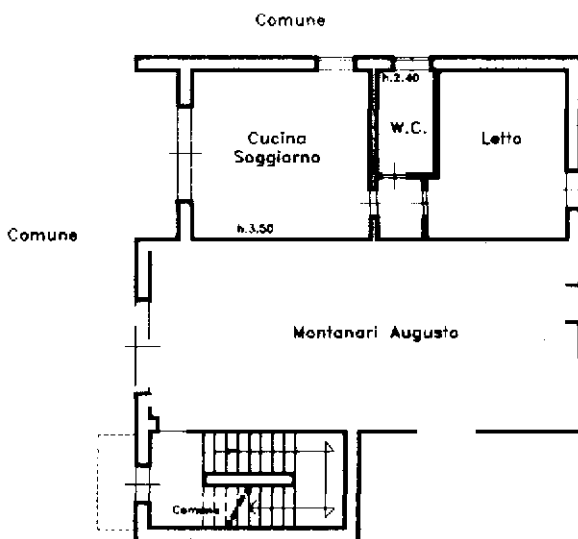 Comune
h.2.40
W.C.
Cucina
Soggiorno
Letto
h.3.50
Comune
Montanari Augusto
Comune